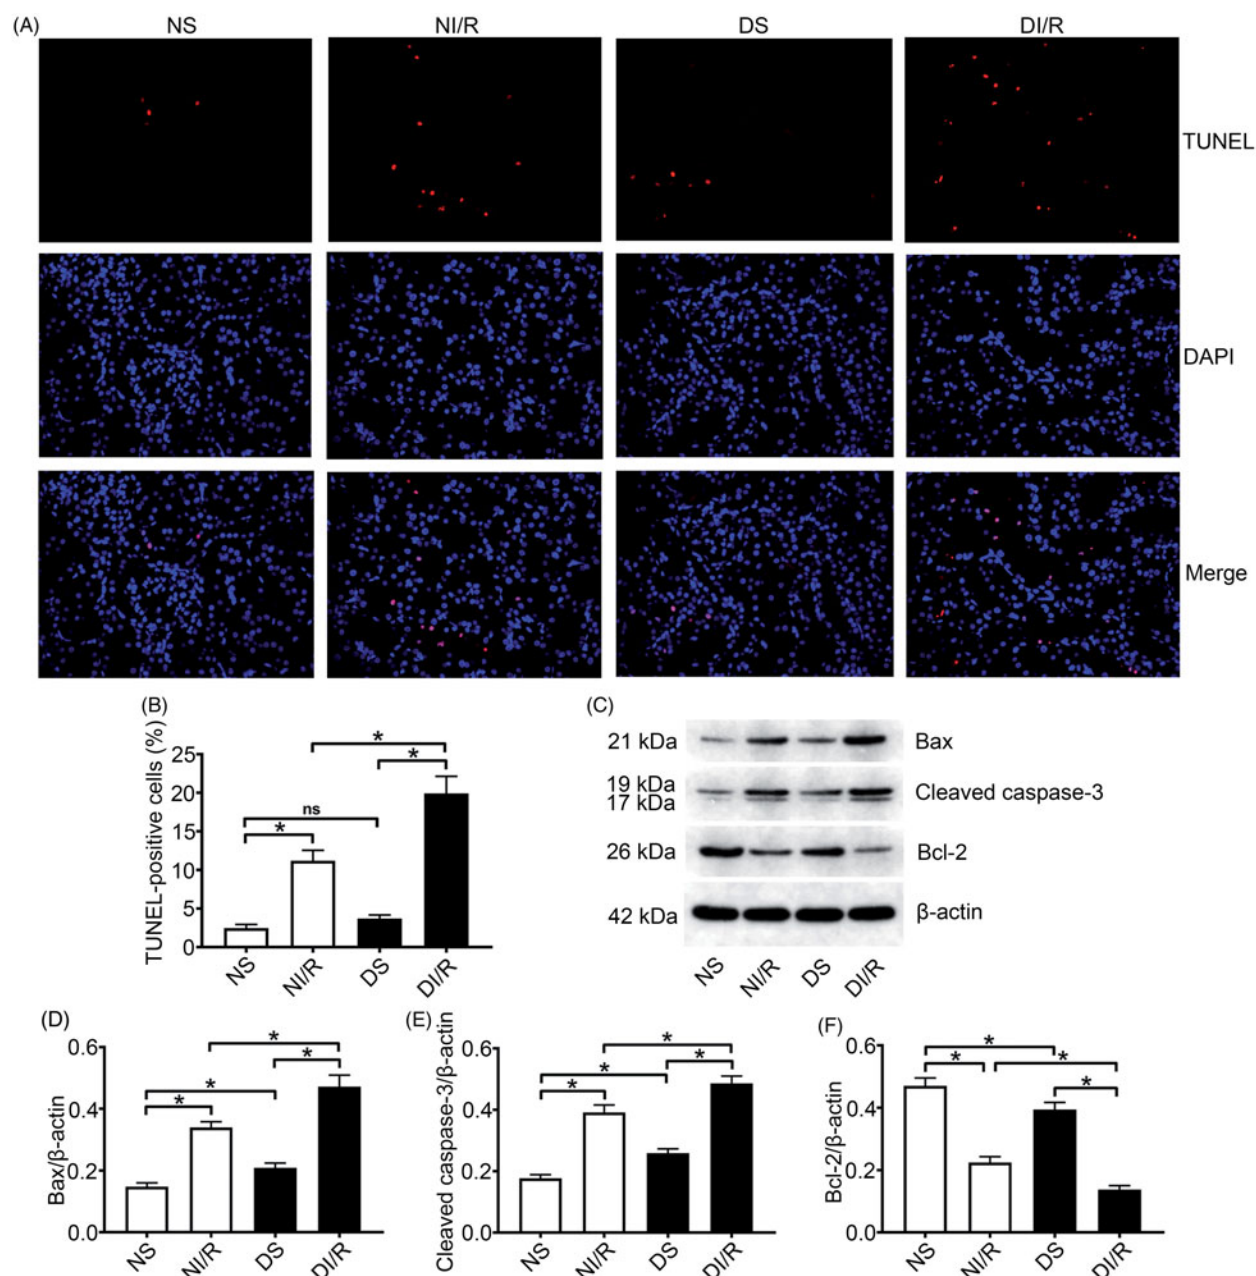 (A)
NS NI/R DS DI/R
TUNEL
DAPI
Merge
(B)
TUNEL-positive cells (%)
25
20
15
10
5
0
*
*
ns
*
NS NI/R DS DI/R
(C)
21 kDa Bax
19 kDa
17 kDa
Cleaved caspase-3
26 kDa Bcl-2
42 kDa β-actin
NS NI/R DS DI/R
(D)
Bax/β-actin
0.6
0.4
0.2
0.0
*
*
*
*
NS NI/R DS DI/R
(E)
Cleaved caspase-3/β-actin
0.6
0.4
0.2
0.0
*
*
*
*
NS NI/R DS DI/R
(F)
Bcl-2/β-actin
0.6
0.4
0.2
0.0
*
*
*
*
NS NI/R DS DI/R